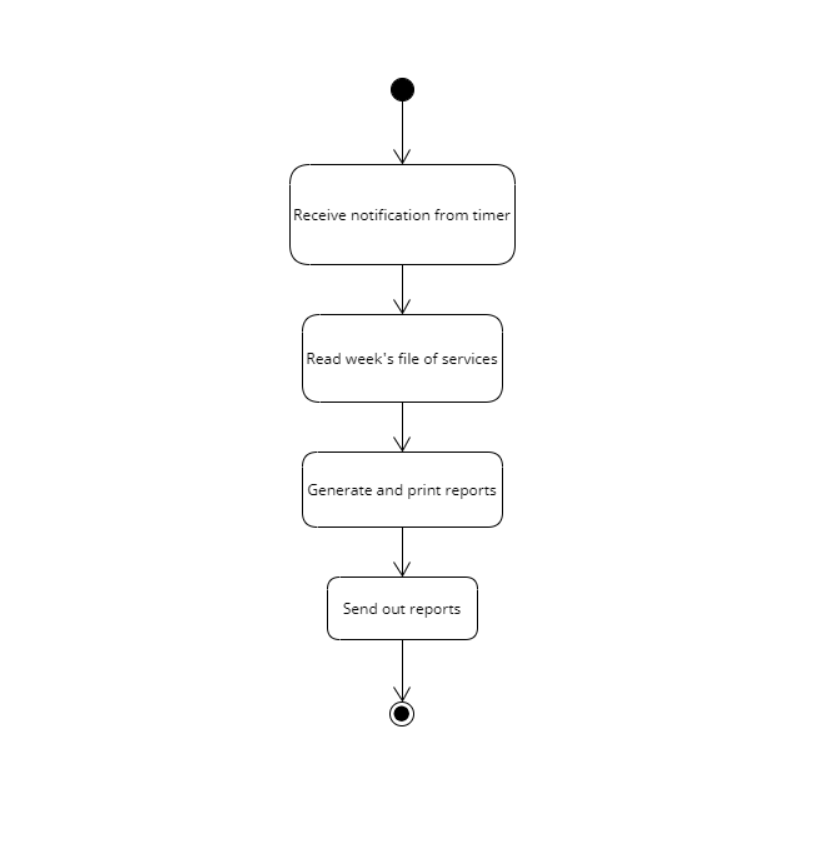 Receive notification from timer
Read week's file of services
Generate and print reports
Send out reports